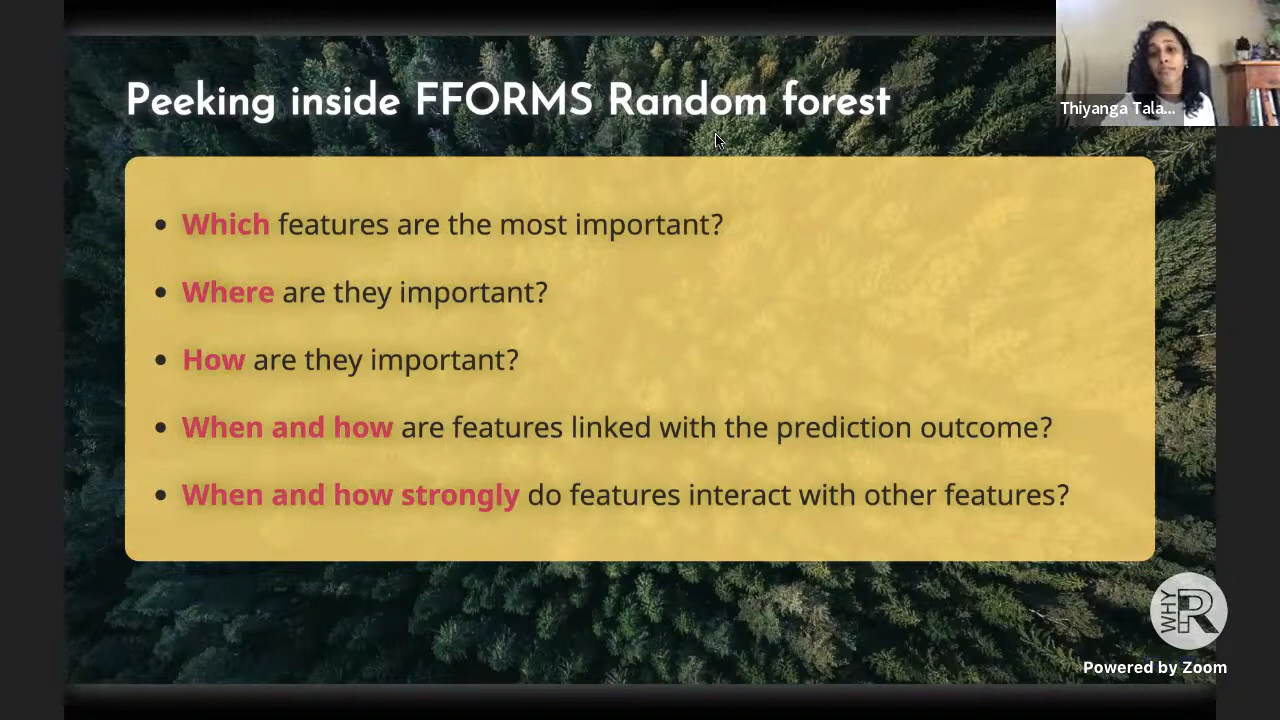 Peeking inside FFORMS Random forest
Thiyanga Tala...
Which features are the most important?
Where are they important?
How are they important?
When and how are features linked with the prediction outcome?
When and how strongly do features interact with other features?
WHY R
Powered by Zoom